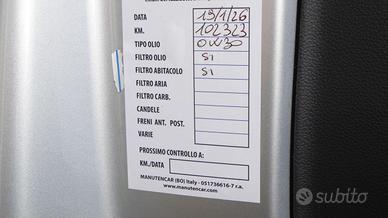 DATA 19/1/26
KM. 102323
TIPO OLIO 0W30
FILTRO OLIO SI
FILTRO ABITACOLO SI
FILTRO ARIA
FILTRO CARB.
CANDELE
FRENI ANT. POST.
VARIE
PROSSIMO CONTROLLO A:
KM./DATA
MANUTENCAR (BO) Italy - 051736616-7 r.a.
www.manutencar.com
subito